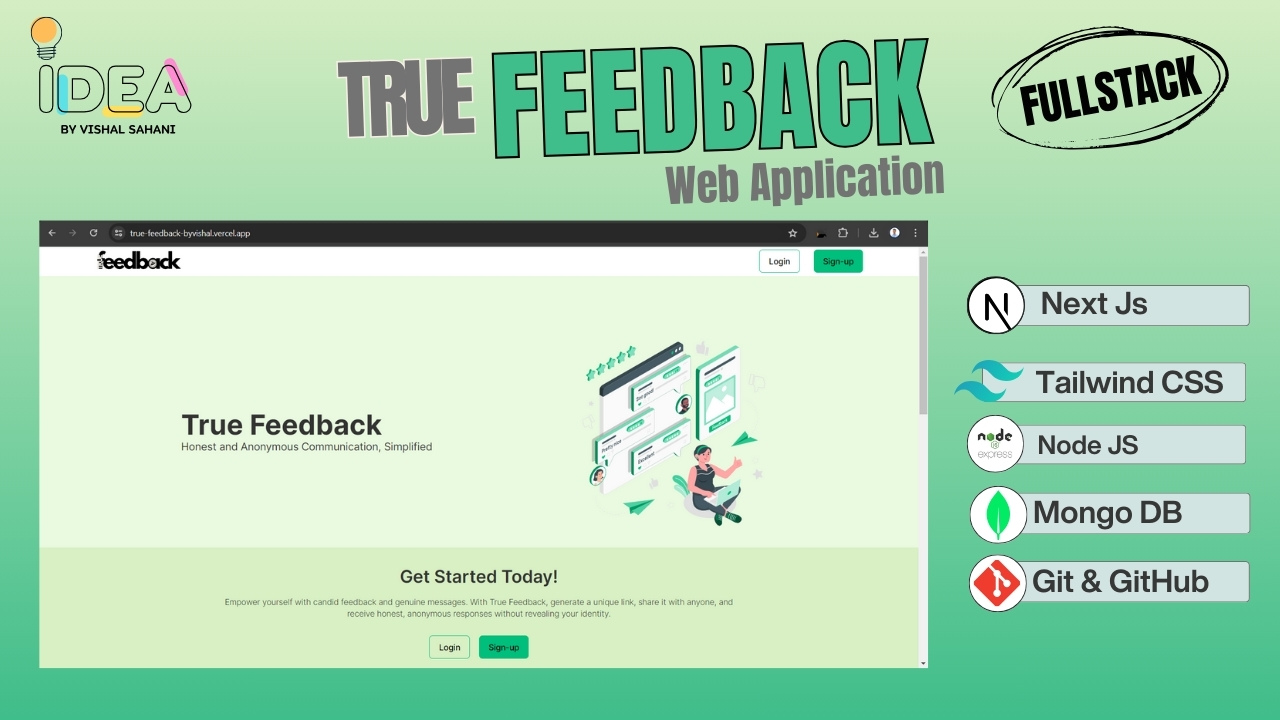 IDEA
BY VISHAL SAHANI
TRUE FEEDBACK
Web Application
FULLSTACK
true-feedback-byvishal.vercel.app
feedback
Login
Sign-up
True Feedback
Honest and Anonymous Communication, Simplified
Excellent
Get Started Today!
Empower yourself with candid feedback and genuine messages. With True Feedback, generate a unique link, share it with anyone, and
receive honest, anonymous responses without revealing your identity.
Login
Sign-up
N
Next Js
Tailwind CSS
node
express
Node JS
Mongo DB
Git & GitHub